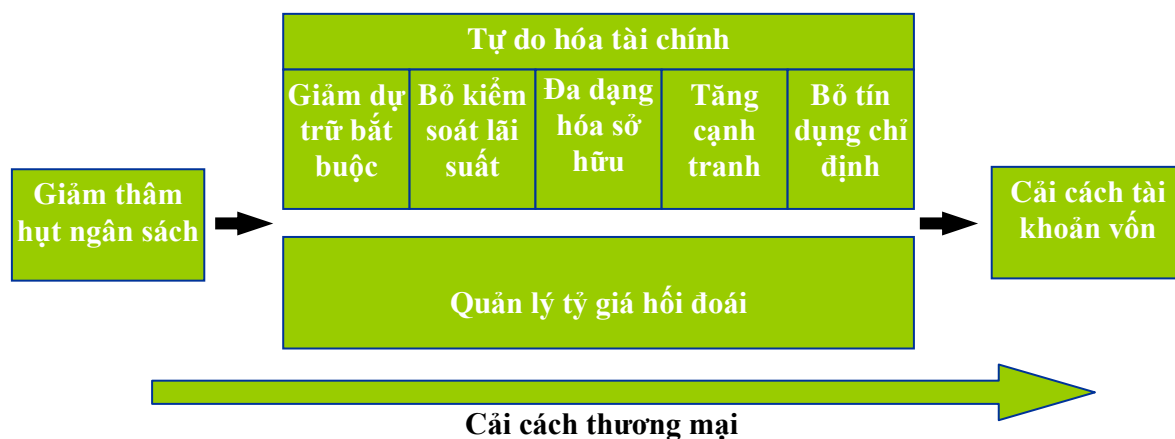 Tự do hóa tài chính
Giảm dự
trữ bắt
buộc
Bỏ kiểm
soát lãi
suất
Đa dạng
hóa sở
hữu
Tăng
cạnh
tranh
Bỏ tín
dụng chỉ
định
Giảm thâm
hụt ngân sách
Cải cách tài
khoản vốn
Quản lý tỷ giá hối đoái
Cải cách thương mại